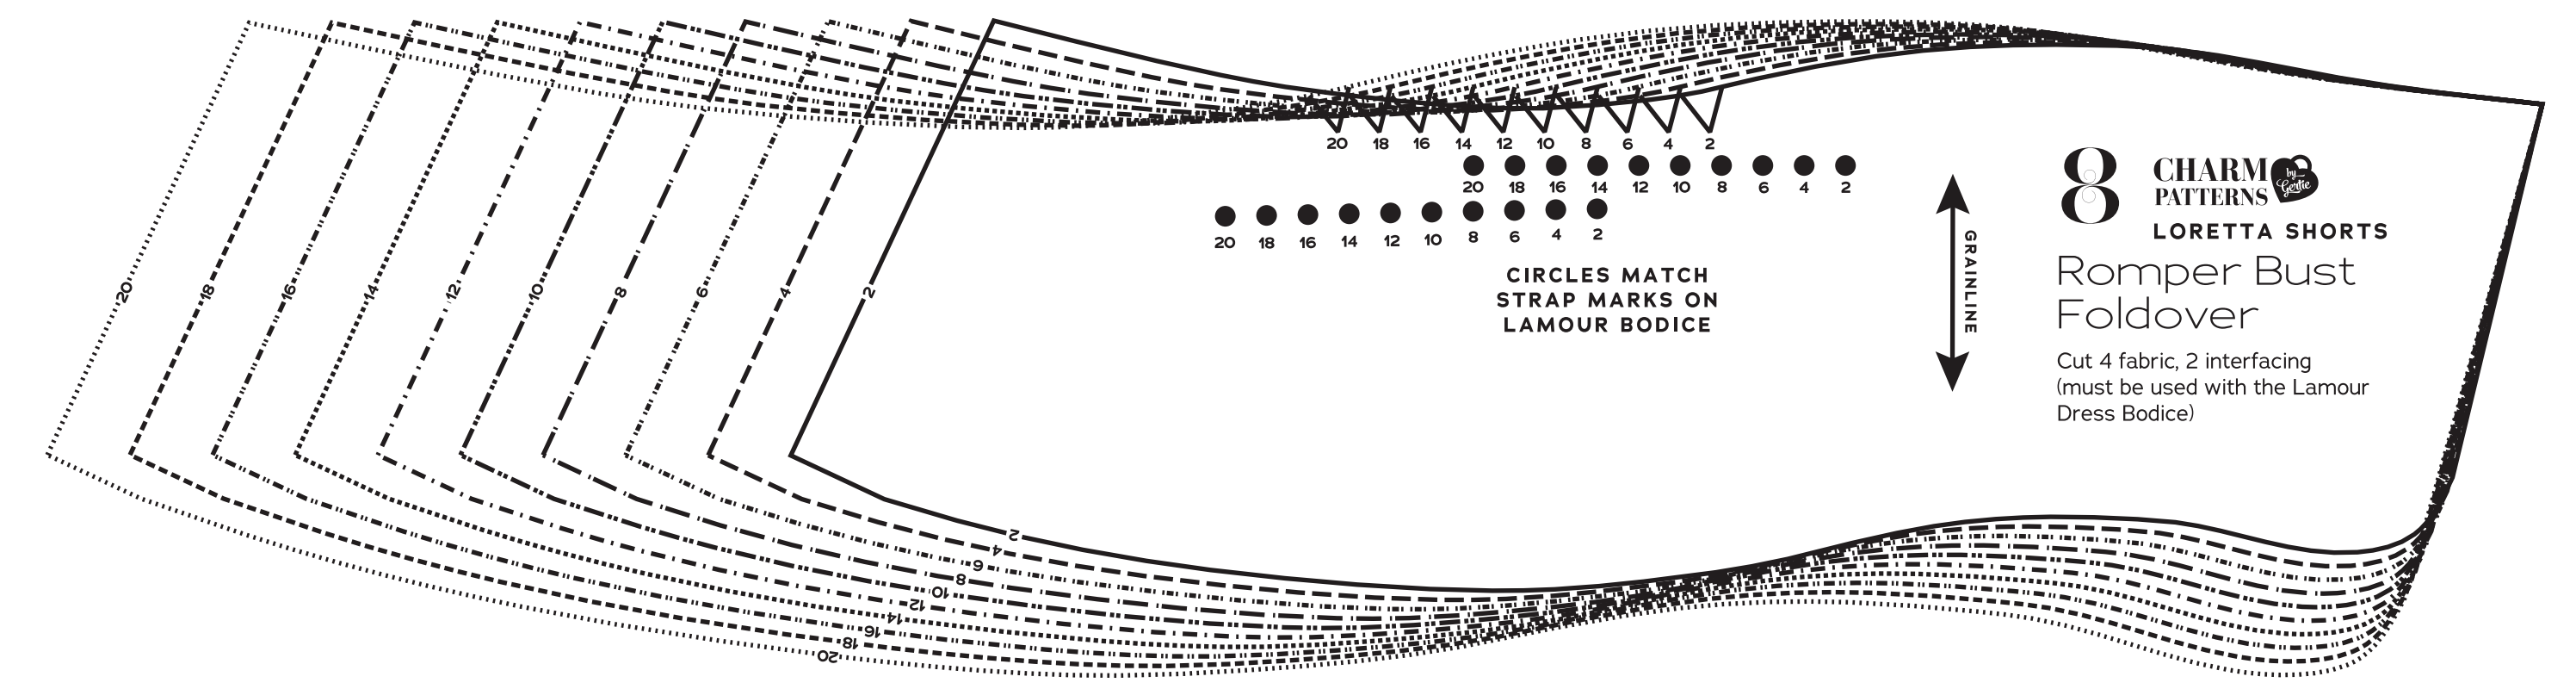 20 18 16 14 12 10 8 6 4 2
20 18 16 14 12 10 8 6 4 2
20 18 16 14 12 10 8 6 4 2
CIRCLES MATCH
STRAP MARKS ON
LAMOUR BODICE
GRAINLINE
8
CHARM
PATTERNS
by
Gertie
LORETTA SHORTS
Romper Bust
Foldover
Cut 4 fabric, 2 interfacing
(must be used with the Lamour
Dress Bodice)
20 18 16 14 12 10 8 6 4 2
2
4
6
8
10
12
14
16
18
20